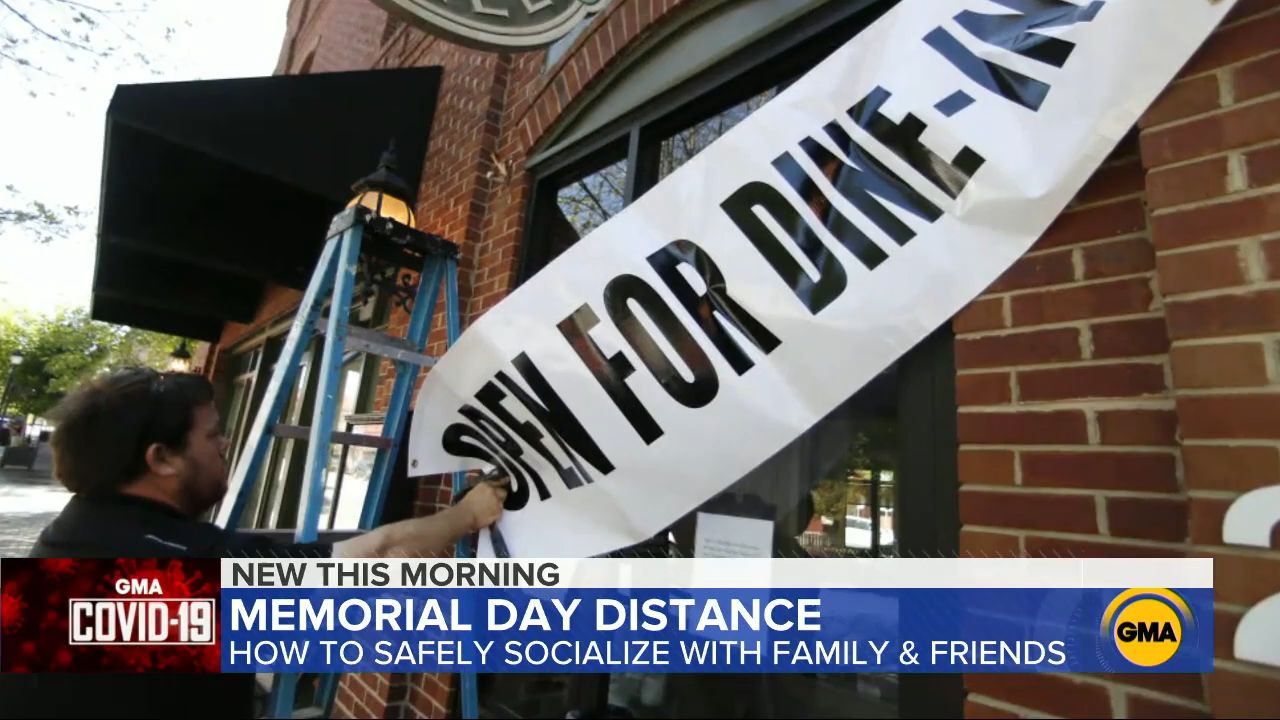 OPEN FOR DINE-IN
NEW THIS MORNING
GMA
COVID-19
MEMORIAL DAY DISTANCE
HOW TO SAFELY SOCIALIZE WITH FAMILY & FRIENDS
GMA